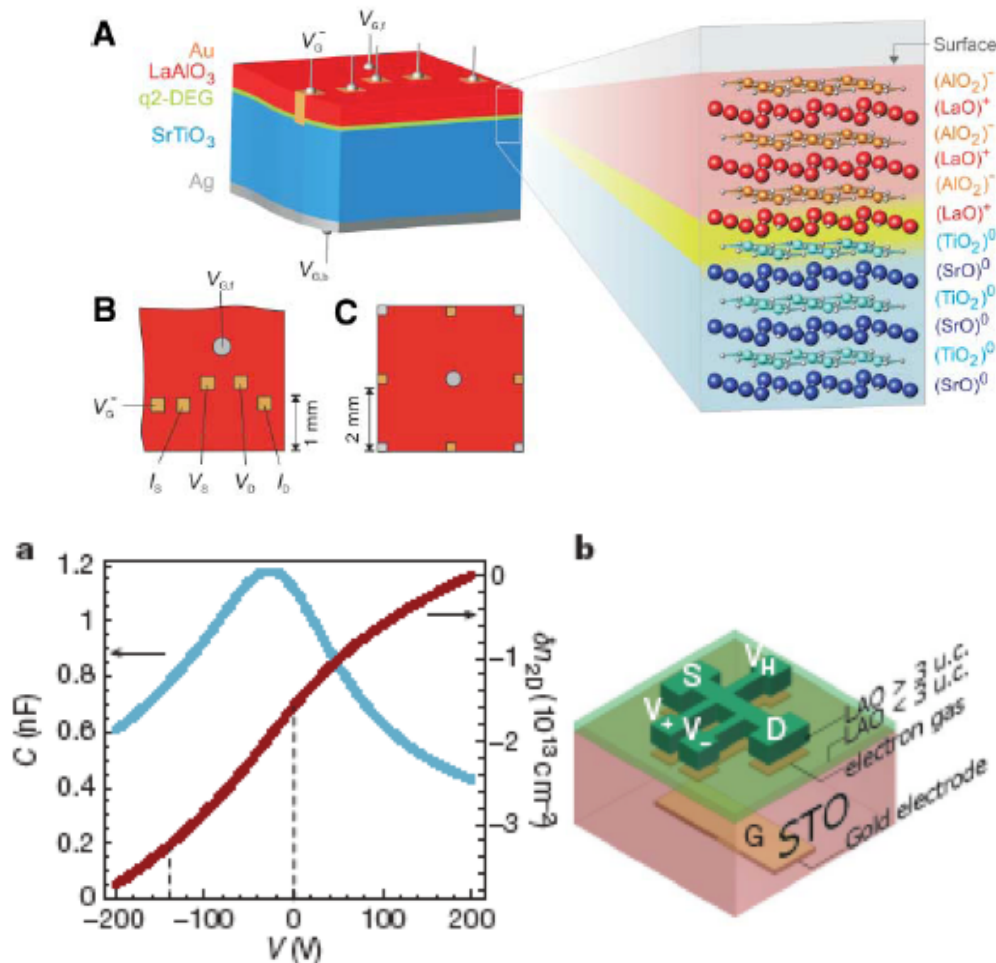 A
V_G^-
V_G,f
Au
LaAlO₃
q2-DEG
SrTiO₃
Ag
V_G,b
Surface
(AlO₂)⁻
(LaO)⁺
(AlO₂)⁻
(LaO)⁺
(AlO₂)⁻
(LaO)⁺
(TiO₂)⁰
(SrO)⁰
(TiO₂)⁰
(SrO)⁰
(TiO₂)⁰
(SrO)⁰
B
V_G,f
V_G^-
I_S
V_S
V_D
I_D
1 mm
C
2 mm
a
1.2
1
0.8
0.6
0.4
0.2
0
C (nF)
−200
−100
0
100
200
V (V)
0
−1
−2
−3
δn₂D (10¹³ cm⁻²)
b
S
V_H
V₊
V₋
D
LAO > 3 u.c.
LAO < 3 u.c.
electron gas
Gold electrode
G
STO